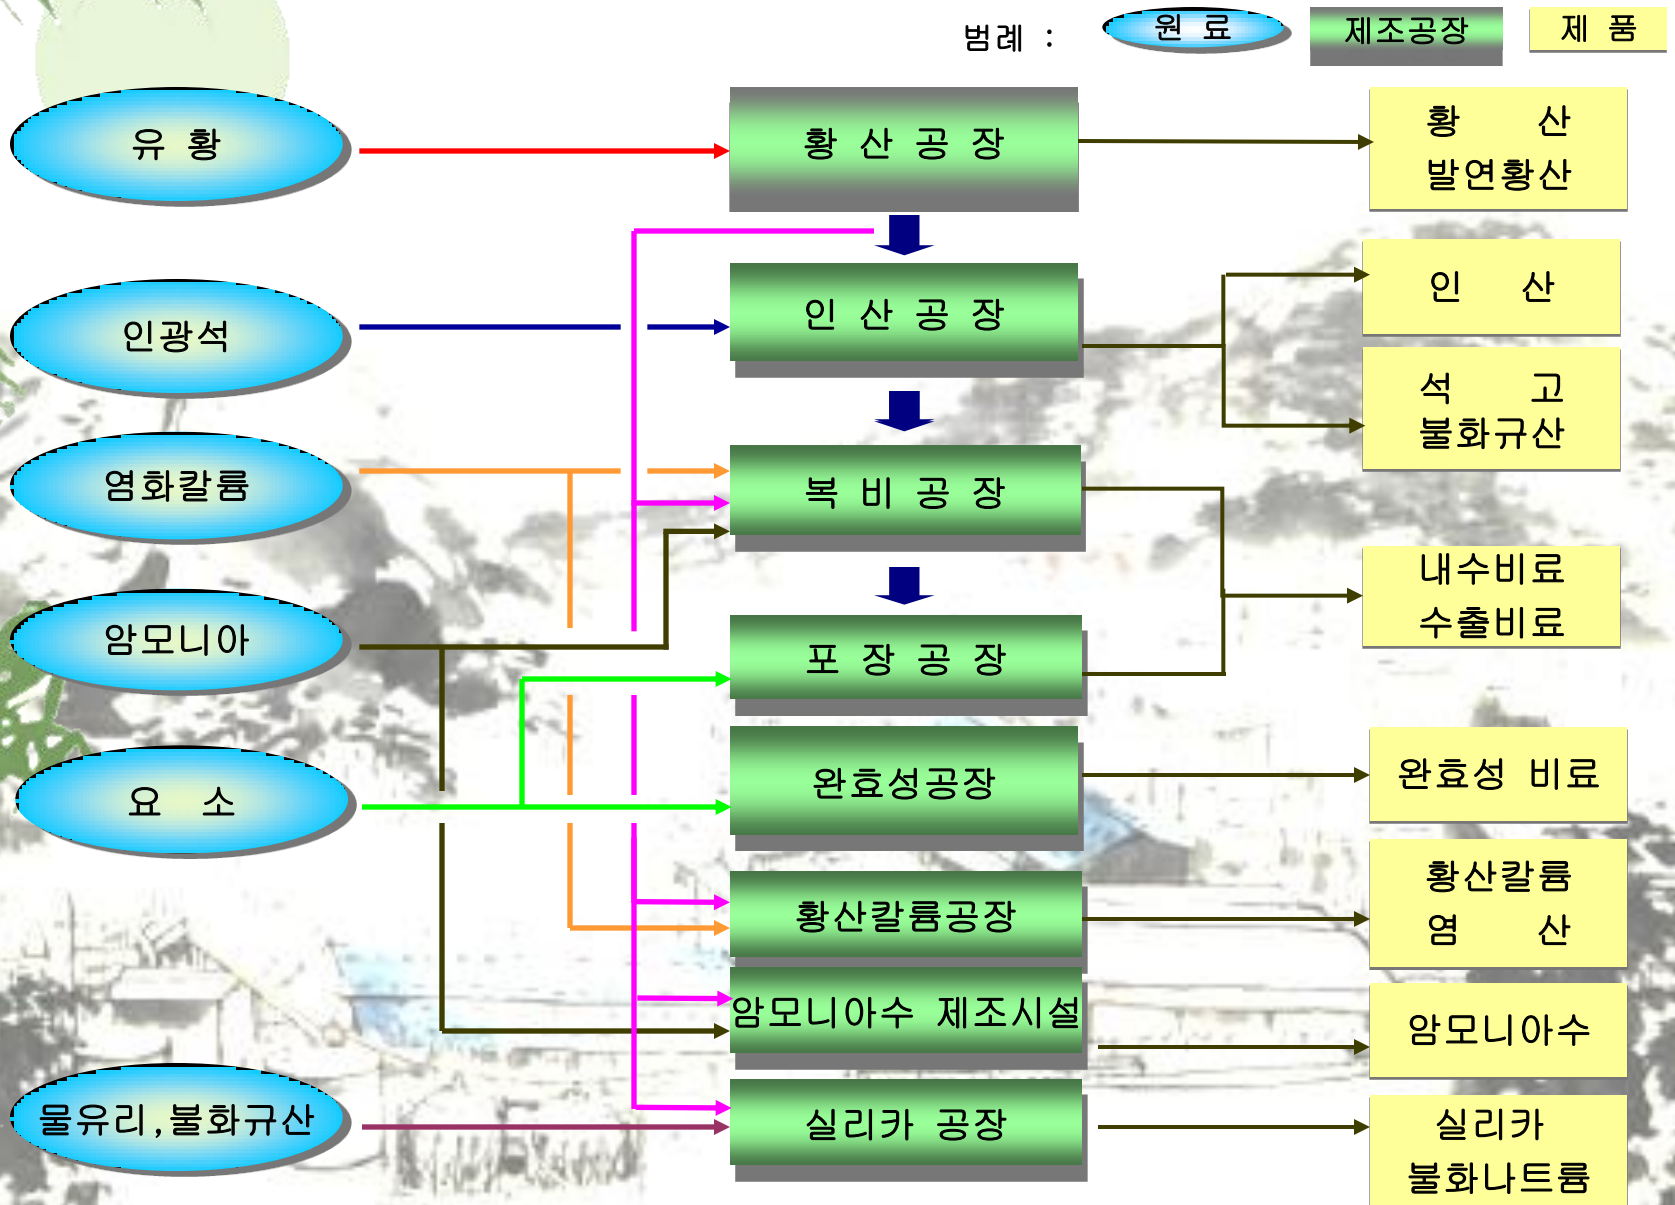 범례 : 원 료 제조공장 제 품
유 황
황 산 공 장
황 산
발연황산
인광석
인 산 공 장
인 산
석 고
불화규산
염화칼륨
복 비 공 장
내수비료
수출비료
암모니아
포 장 공 장
요 소
완효성공장
완효성 비료
황산칼륨공장
황산칼륨
염 산
암모니아수 제조시설
암모니아수
물유리,불화규산
실리카 공장
실리카
불화나트륨